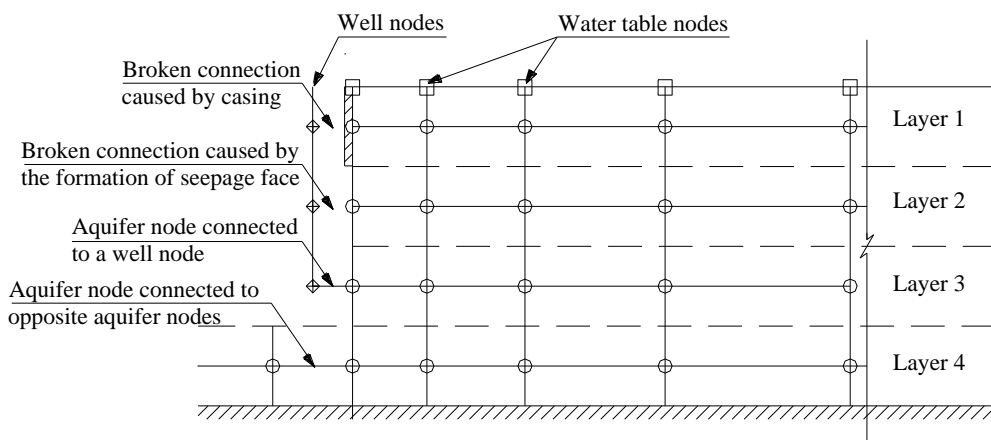 Well nodes
Water table nodes
Broken connection
caused by casing
Layer 1
Broken connection caused by
the formation of seepage face
Layer 2
Aquifer node connected
to a well node
Layer 3
Aquifer node connected to
opposite aquifer nodes
Layer 4